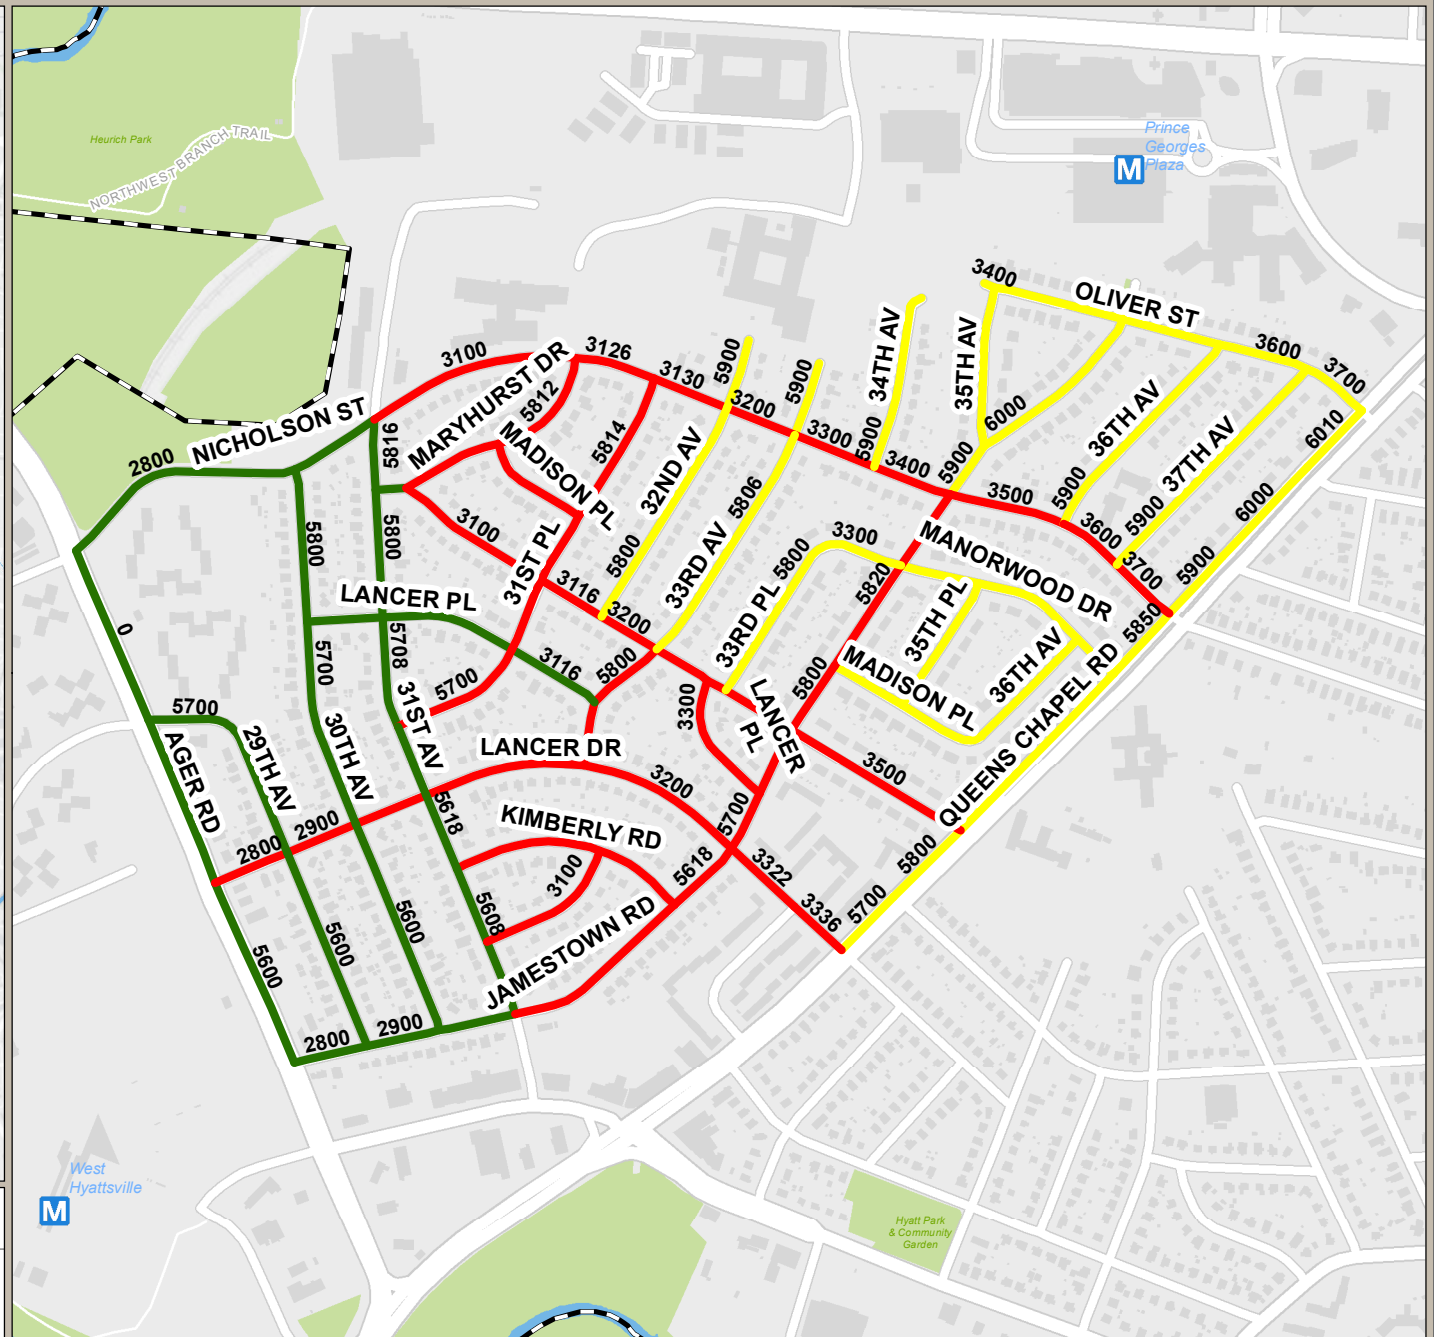 Heurich Park
NORTHWEST BRANCH TRAIL
Prince
Georges
Plaza
M
3400
OLIVER ST
3600
3700
3100
MARYHURST DR
3126
3130
5900
3200
5900
34TH AV
35TH AV
6000
36TH AV
37TH AV
6010
6000
5900
NICHOLSON ST
2800
5816
5812
MADISON PL
5814
32ND AV
5806
3300
5900
3400
5900
3500
5900
3600
5900
3700
5800
5800
3100
31ST PL
3116
5800
3200
33RD AV
33RD PL
5800
3300
5820
MANORWOOD DR
5850
LANCER PL
0
5700
5708
5700
3116
5800
3300
LANCER
PL
5800
35TH PL
MADISON PL
36TH AV
QUEENS CHAPEL RD
5700
AGER RD
29TH AV
30TH AV
31ST AV
LANCER DR
3200
3500
2800
2900
5618
KIMBERLY RD
3100
5618
5700
3322
3336
5700
5800
5600
5600
5600
5608
JAMESTOWN RD
2800
2900
West
Hyattsville
M
Hyatt Park
& Community
Garden